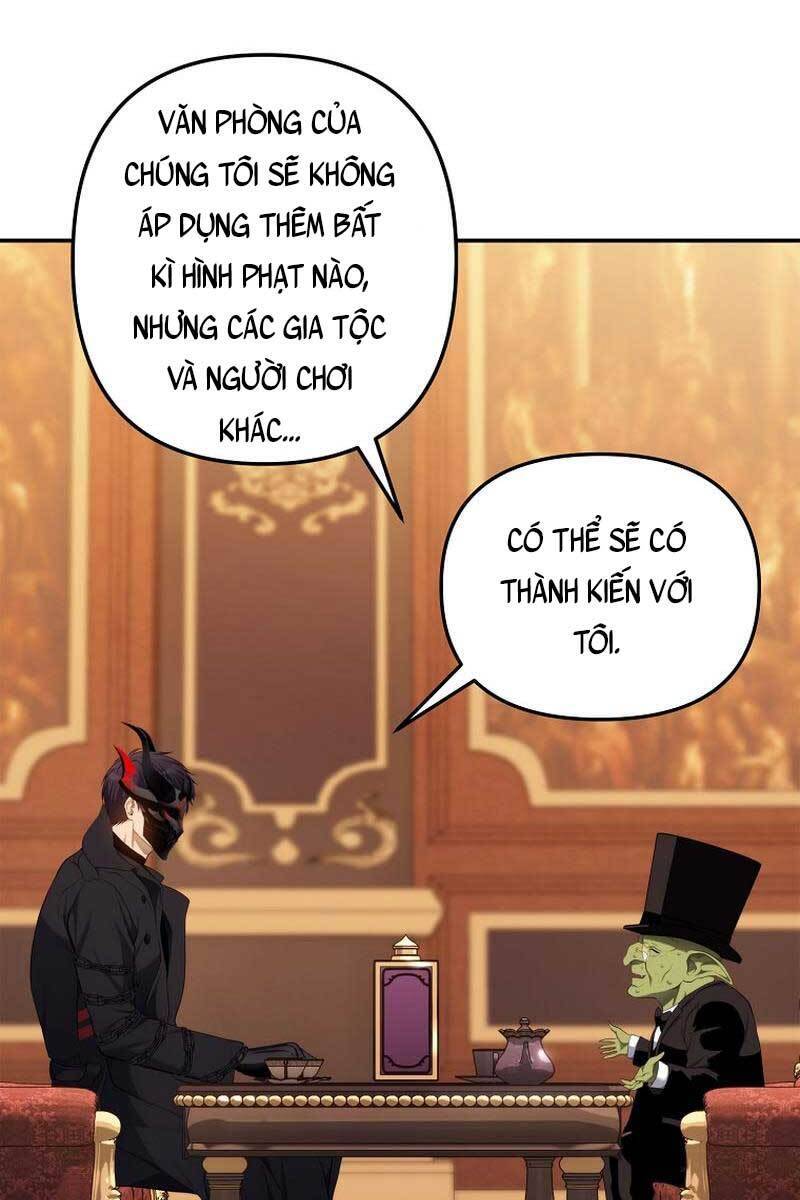 VĂN PHÒNG CỦA
CHÚNG TÔI SẼ KHÔNG
ÁP DỤNG THÊM BẤT
KÌ HÌNH PHẠT NÀO,
NHƯNG CÁC GIA TỘC
VÀ NGƯỜI CHƠI
KHÁC...
CÓ THỂ SẼ CÓ
THÀNH KIẾN VỚI
TÔI.